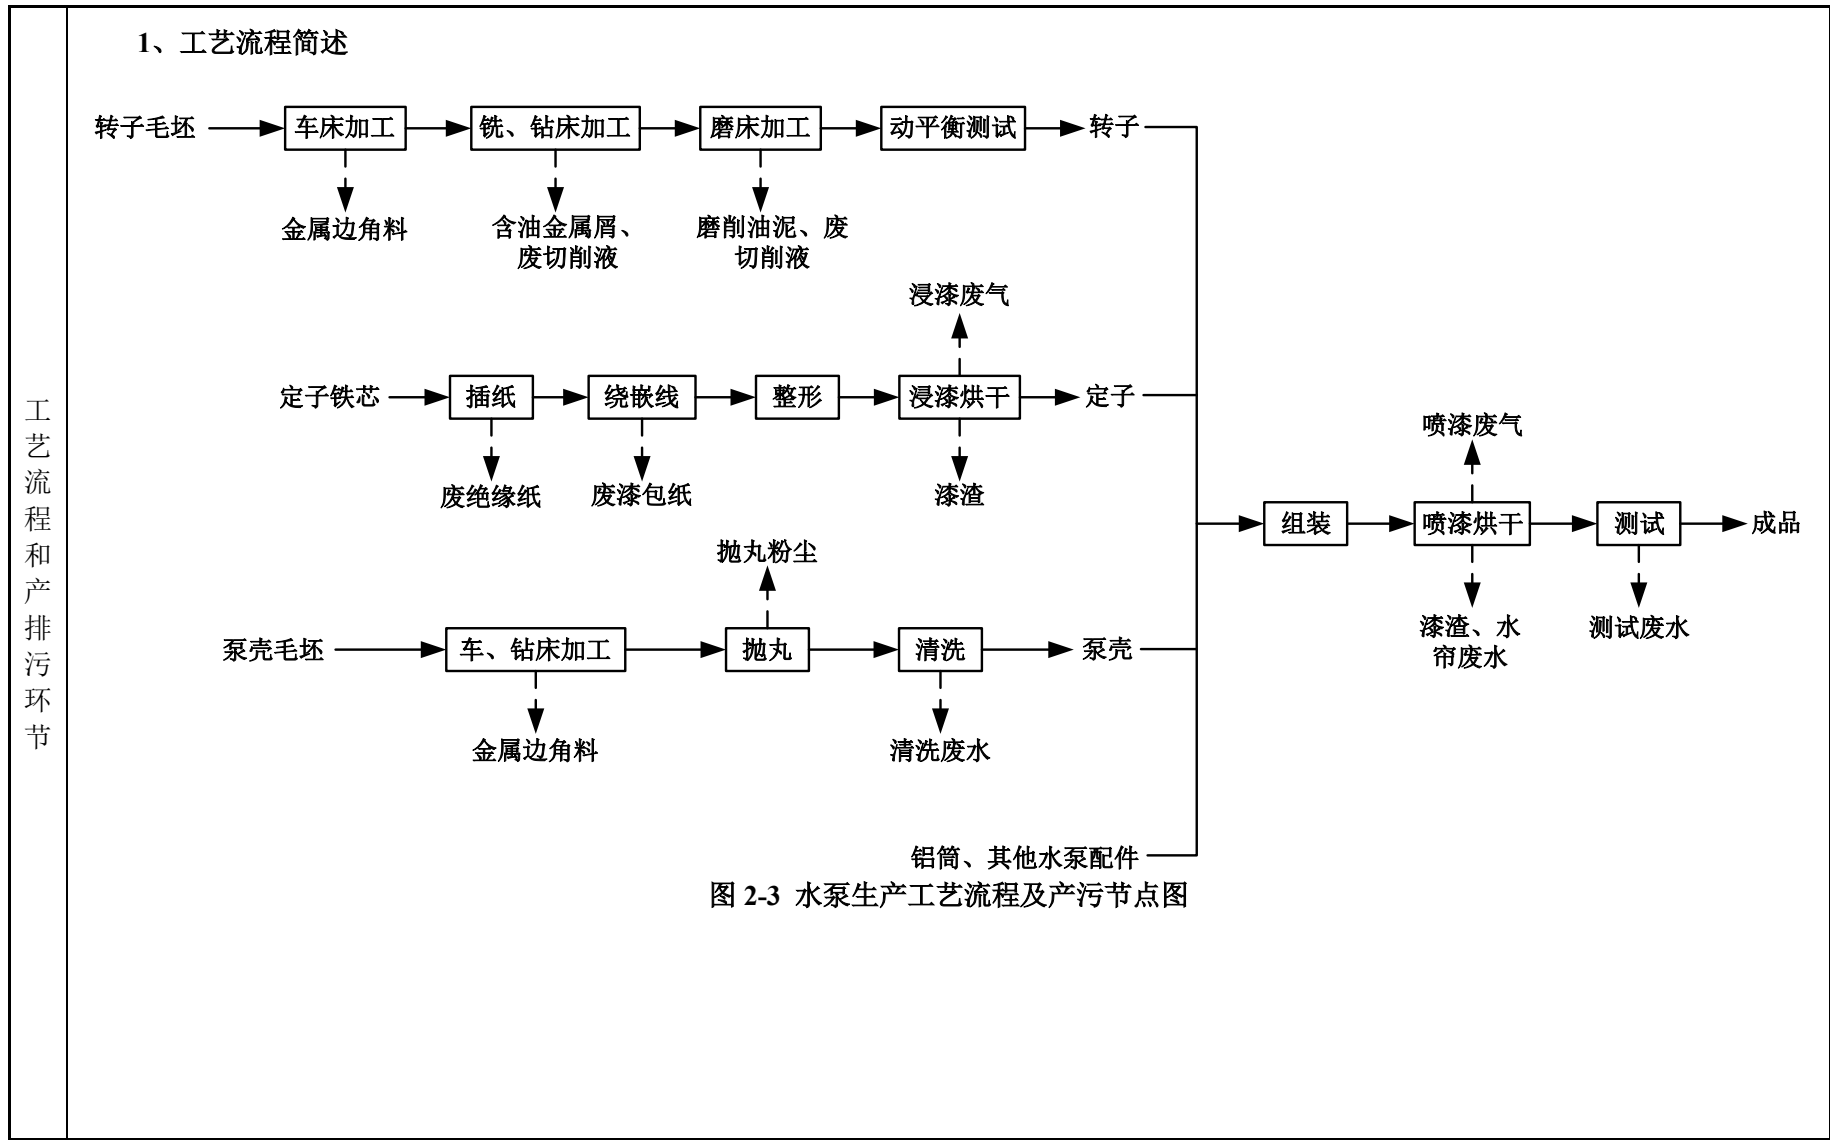 1、工艺流程简述
转子毛坯
车床加工
铣、钻床加工
磨床加工
动平衡测试
转子
金属边角料
含油金属屑、
废切削液
磨削油泥、废
切削液
浸漆废气
定子铁芯
插纸
绕嵌线
整形
浸漆烘干
定子
废绝缘纸
废漆包纸
漆渣
喷漆废气
组装
喷漆烘干
测试
成品
漆渣、水
帘废水
测试废水
抛丸粉尘
泵壳毛坯
车、钻床加工
抛丸
清洗
泵壳
金属边角料
清洗废水
铝筒、其他水泵配件
图 2-3 水泵生产工艺流程及产污节点图
工
艺
流
程
和
产
排
污
环
节